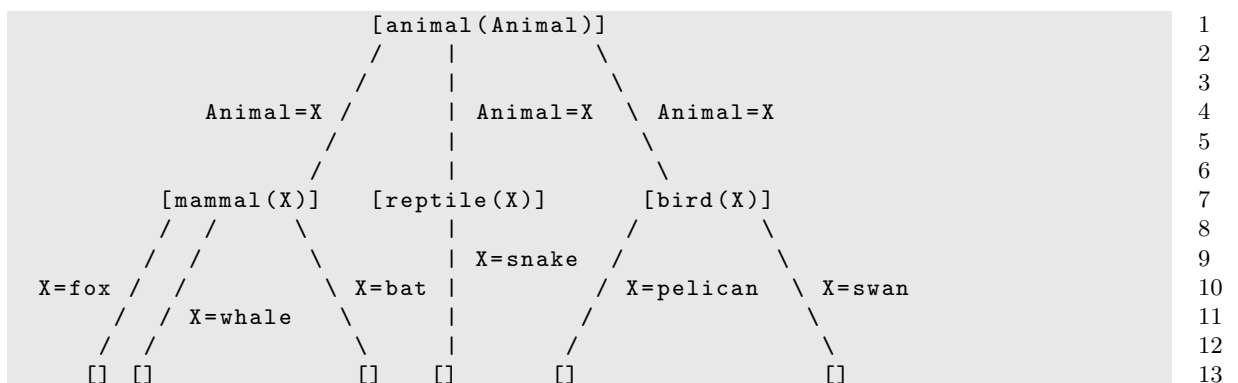 [animal(Animal)]                          1
                         /    |         \                          2
                        /     |          \                         3
              Animal=X /      | Animal=X  \ Animal=X               4
                      /       |            \                       5
                     /        |             \                      6
           [mammal(X)]   [reptile(X)]      [bird(X)]               7
           /  /     \         |           /        \               8
          /  /       \        | X=snake  /          \              9
   X=fox /  /         \ X=bat |         / X=pelican  \ X=swan      10
        /  / X=whale   \      |        /              \            11
       /  /             \     |       /                \           12
      []  []            []   []      []                []          13